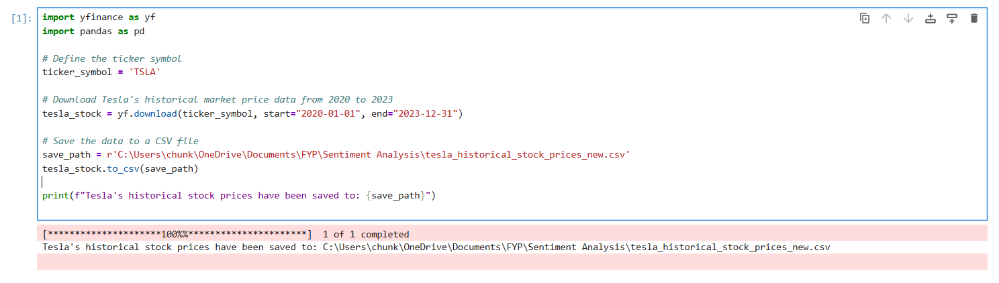 [1]:
import yfinance as yf
import pandas as pd
# Define the ticker symbol
ticker_symbol = 'TSLA'
# Download Tesla's historical market price data from 2020 to 2023
tesla_stock = yf.download(ticker_symbol, start="2020-01-01", end="2023-12-31")
# Save the data to a CSV file
save_path = r'C:\Users\chunk\OneDrive\Documents\FYP\Sentiment Analysis\tesla_historical_stock_prices_new.csv'
tesla_stock.to_csv(save_path)
print(f"Tesla's historical stock prices have been saved to: {save_path}")
[*********************100%%**********************]  1 of 1 completed
Tesla's historical stock prices have been saved to: C:\Users\chunk\OneDrive\Documents\FYP\Sentiment Analysis\tesla_historical_stock_prices_new.csv